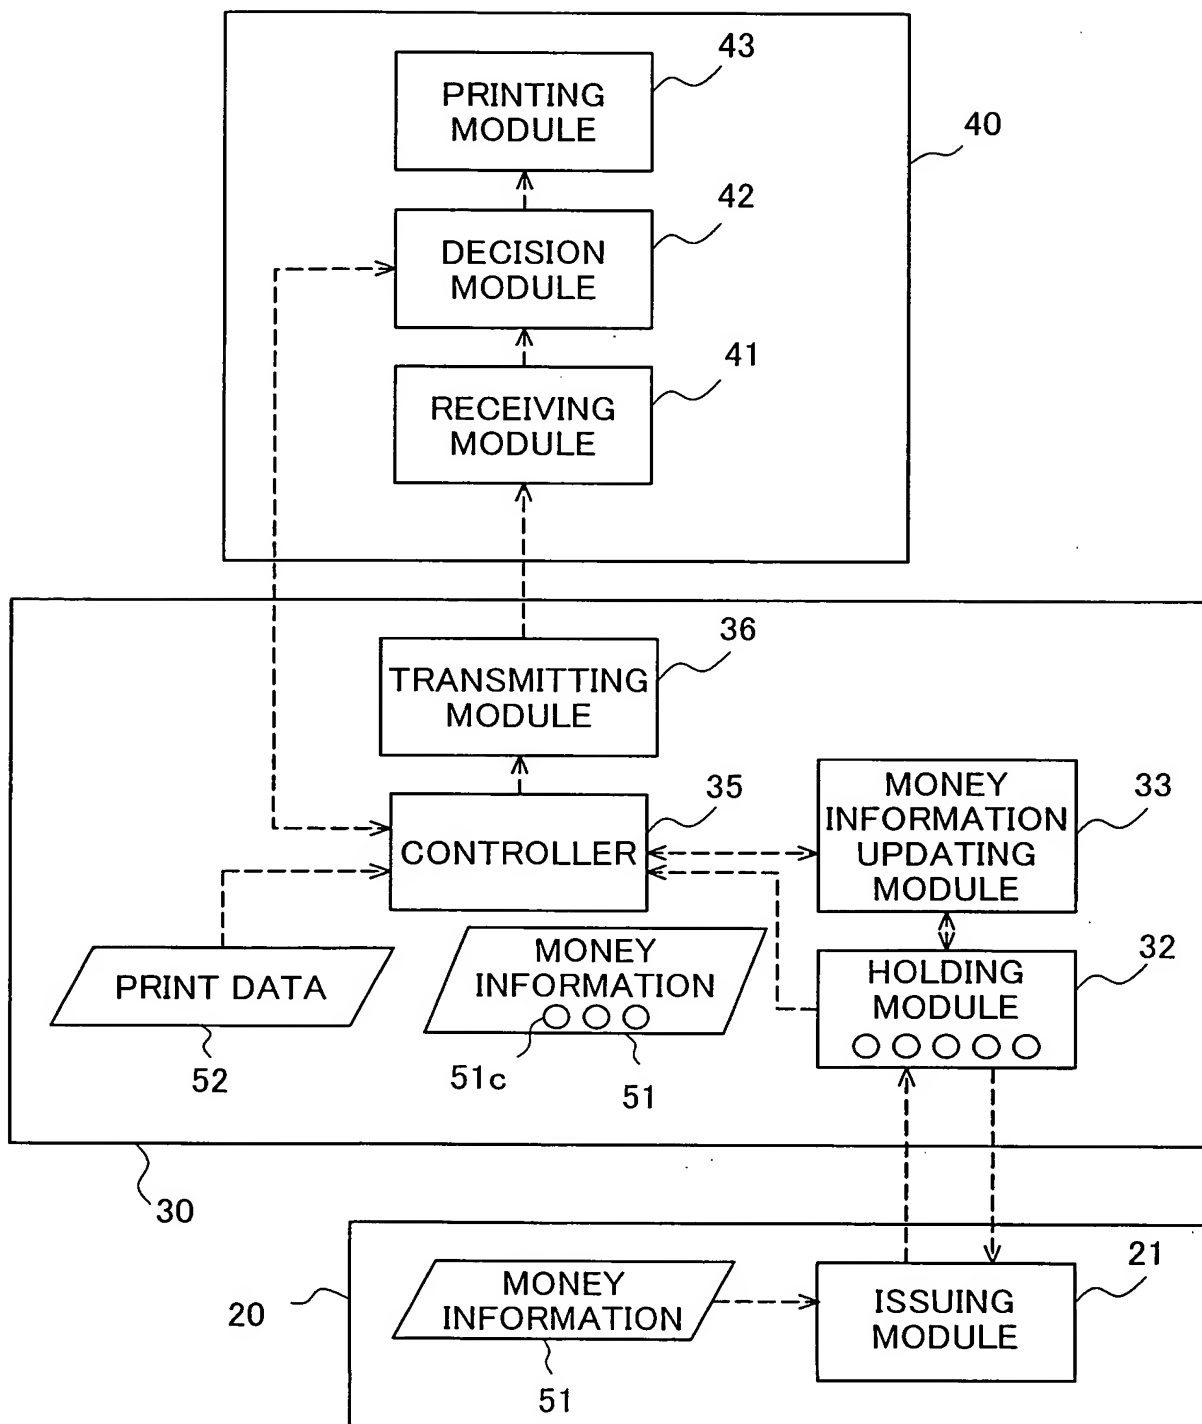 43
PRINTING
MODULE
40
42
DECISION
MODULE
41
RECEIVING
MODULE
36
TRANSMITTING
MODULE
35
CONTROLLER
MONEY
INFORMATION
UPDATING
MODULE
33
PRINT DATA
52
MONEY
INFORMATION
51c
51
HOLDING
MODULE
32
30
20
MONEY
INFORMATION
51
ISSUING
MODULE
21